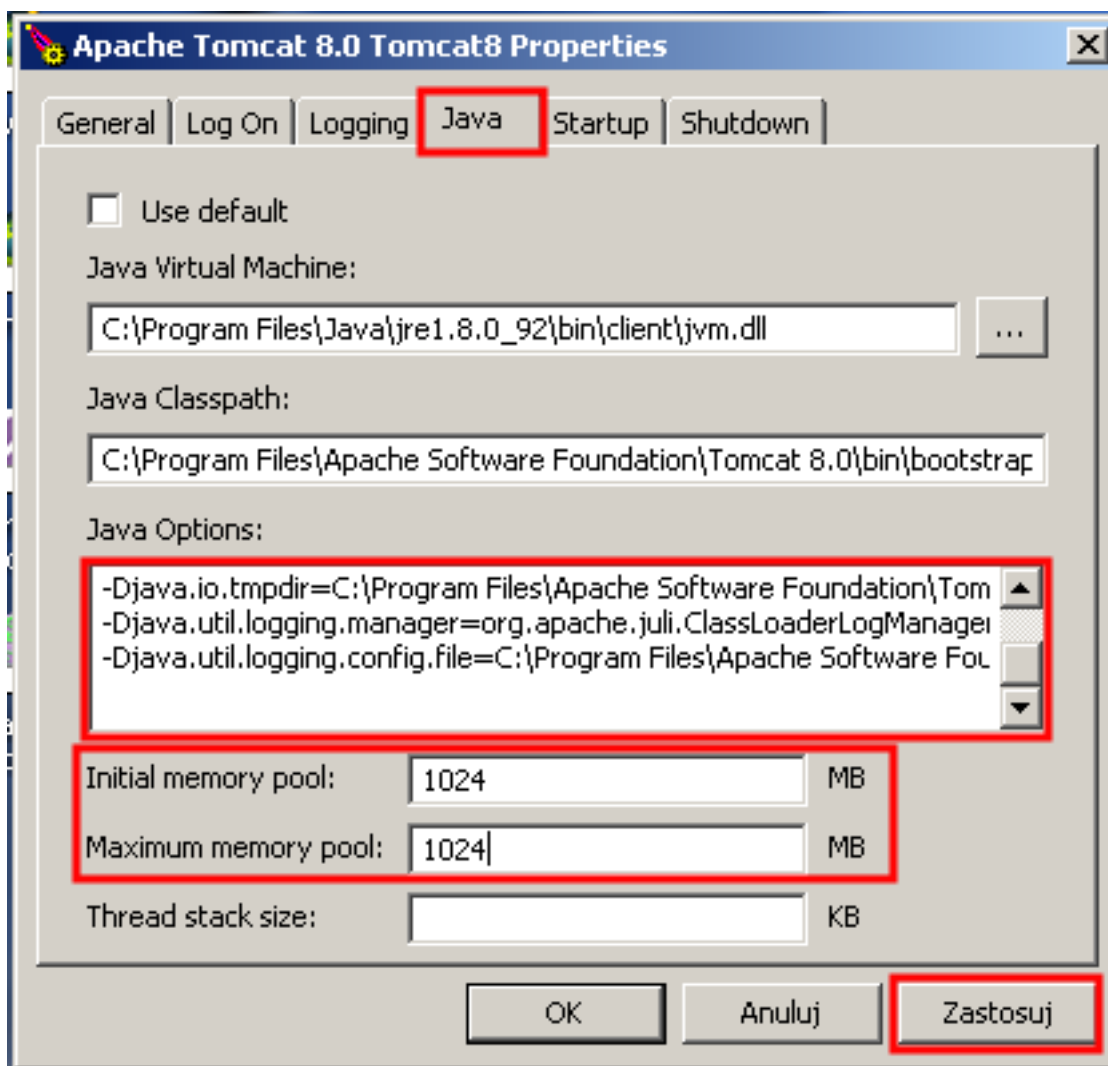 Apache Tomcat 8.0 Tomcat8 Properties
General Log On Logging Java Startup Shutdown
Use default
Java Virtual Machine:
C:\Program Files\Java\jre1.8.0_92\bin\client\jvm.dll ...
Java Classpath:
C:\Program Files\Apache Software Foundation\Tomcat 8.0\bin\bootstrap
Java Options:
-Djava.io.tmpdir=C:\Program Files\Apache Software Foundation\Tom
-Djava.util.logging.manager=org.apache.juli.ClassLoaderLogManager
-Djava.util.logging.config.file=C:\Program Files\Apache Software Fou
Initial memory pool: 1024 MB
Maximum memory pool: 1024 MB
Thread stack size: KB
OK Anuluj Zastosuj